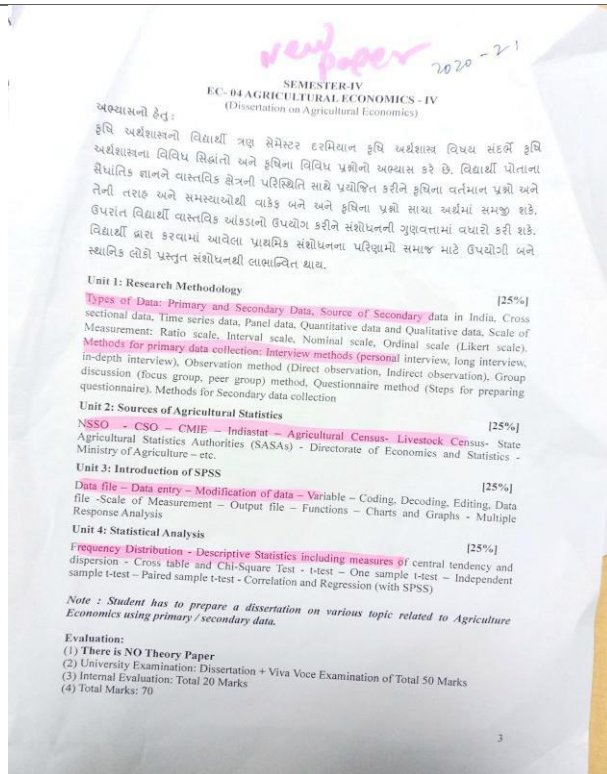 New paper
2020-21
SEMESTER-IV
EC- 04 AGRICULTURAL ECONOMICS - IV
(Dissertation on Agricultural Economics)
અભ્યાસનો હેતુ :
કૃષિ અર્થશાસ્ત્રનો વિદ્યાર્થી ત્રણ સેમેસ્ટર દરમિયાન કૃષિ અર્થશાસ્ત્ર વિષય સંદર્ભે કૃષિ
અર્થશાસ્ત્રના વિવિધ સિદ્ધાંતો અને કૃષિના વિવિધ પ્રશ્નોનો અભ્યાસ કરે છે. વિદ્યાર્થી પોતાના
સૈધાંતિક જ્ઞાનને વાસ્તવિક ક્ષેત્રની પરિસ્થિતિ સાથે પ્રયોજિત કરીને કૃષિના વર્તમાન પ્રશ્નો અને
તેની તરાહ અને સમસ્યાઓથી વાકેફ બને અને કૃષિના પ્રશ્નો સાચા અર્થમાં સમજી શકે.
ઉપરાંત વિદ્યાર્થી વાસ્તવિક આંકડાનો ઉપયોગ કરીને સંશોધનની ગુણવત્તામાં વધારો કરી શકે.
વિદ્યાર્થી દ્વારા કરવામાં આવેલા પ્રાથમિક સંશોધનના પરિણામો સમાજ માટે ઉપયોગી બને
સ્થાનિક લોકો પ્રસ્તુત સંશોધનથી લાભાન્વિત થાય.
Unit 1: Research Methodology [25%]
Types of Data: Primary and Secondary Data, Source of Secondary data in India, Cross
sectional data, Time series data, Panel data, Quantitative data and Qualitative data, Scale of
Measurement: Ratio scale, Interval scale, Nominal scale, Ordinal scale (Likert scale).
Methods for primary data collection: Interview methods (personal interview, long interview,
in-depth interview), Observation method (Direct observation, Indirect observation), Group
discussion (focus group, peer group) method, Questionnaire method (Steps for preparing
questionnaire). Methods for Secondary data collection
Unit 2: Sources of Agricultural Statistics [25%]
NSSO - CSO – CMIE – Indiastat – Agricultural Census- Livestock Census- State
Agricultural Statistics Authorities (SASAs) - Directorate of Economics and Statistics -
Ministry of Agriculture – etc.
Unit 3: Introduction of SPSS [25%]
Data file – Data entry – Modification of data – Variable – Coding, Decoding, Editing, Data
file -Scale of Measurement – Output file – Functions – Charts and Graphs - Multiple
Response Analysis
Unit 4: Statistical Analysis [25%]
Frequency Distribution - Descriptive Statistics including measures of central tendency and
dispersion - Cross table and Chi-Square Test - t-test – One sample t-test – Independent
sample t-test – Paired sample t-test - Correlation and Regression (with SPSS)
Note : Student has to prepare a dissertation on various topic related to Agriculture
Economics using primary / secondary data.
Evaluation:
(1) There is NO Theory Paper
(2) University Examination: Dissertation + Viva Voce Examination of Total 50 Marks
(3) Internal Evaluation: Total 20 Marks
(4) Total Marks: 70
3